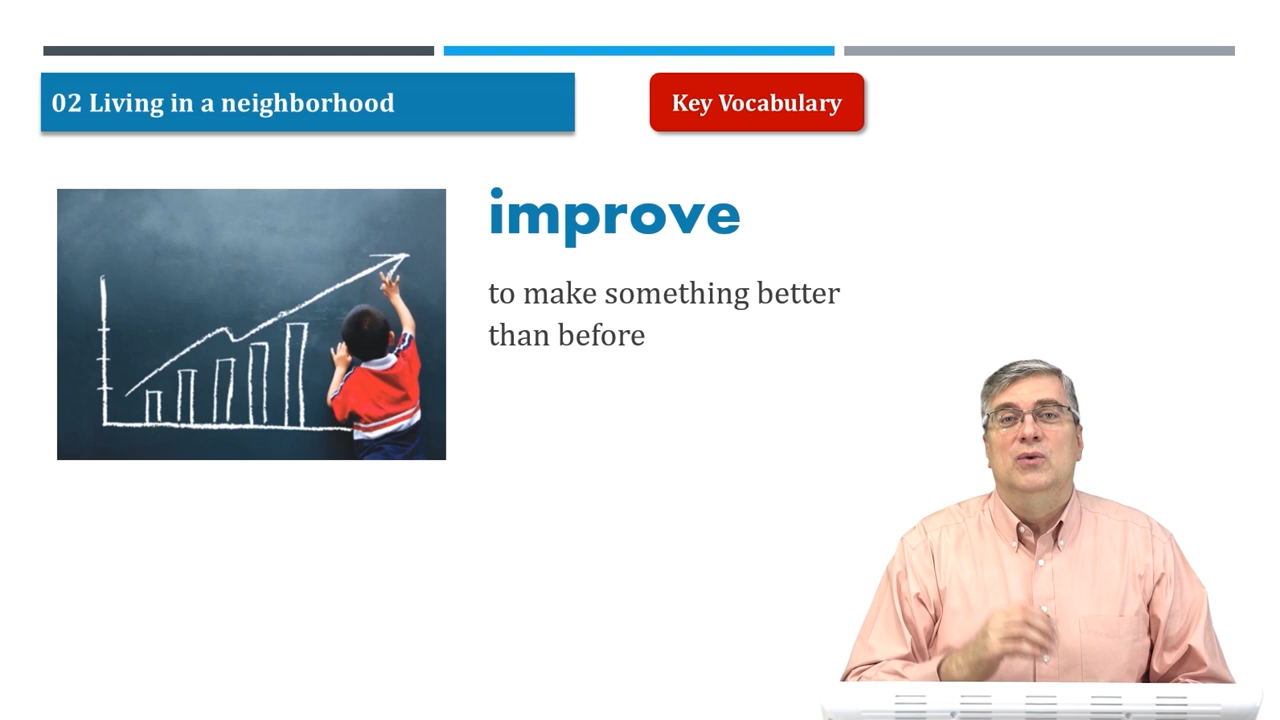 02 Living in a neighborhood
Key Vocabulary
improve
to make something better
than before